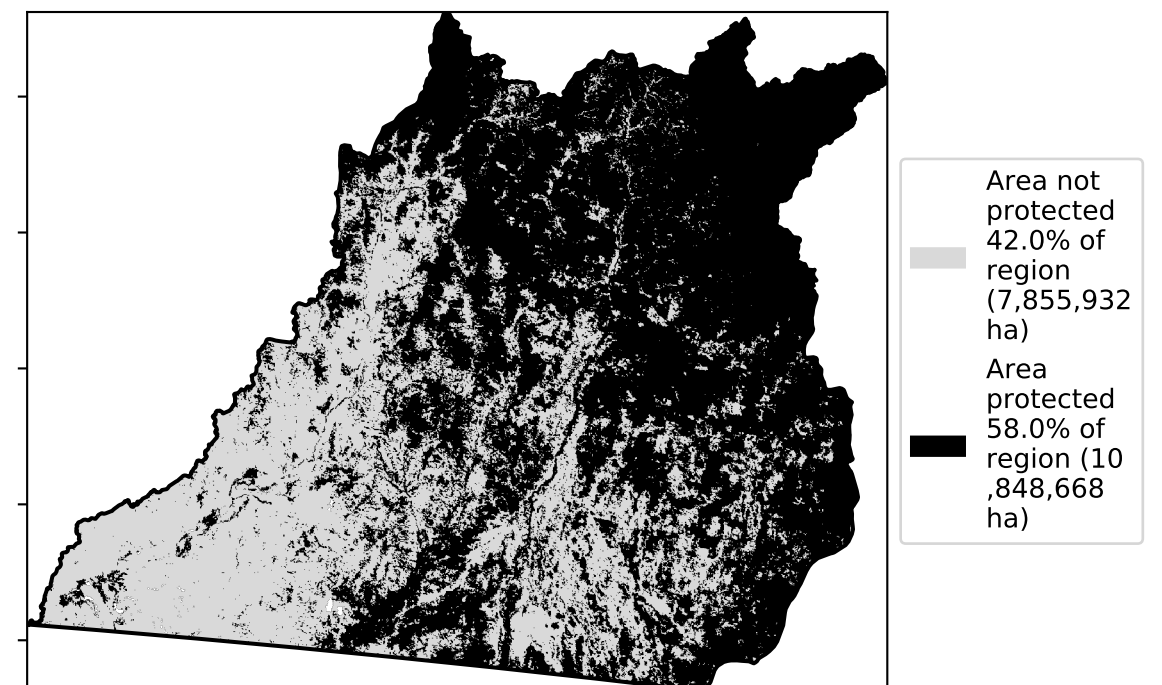 Area not
protected
42.0% of
region
(7,855,932
ha)
Area
protected
58.0% of
region (10
,848,668
ha)